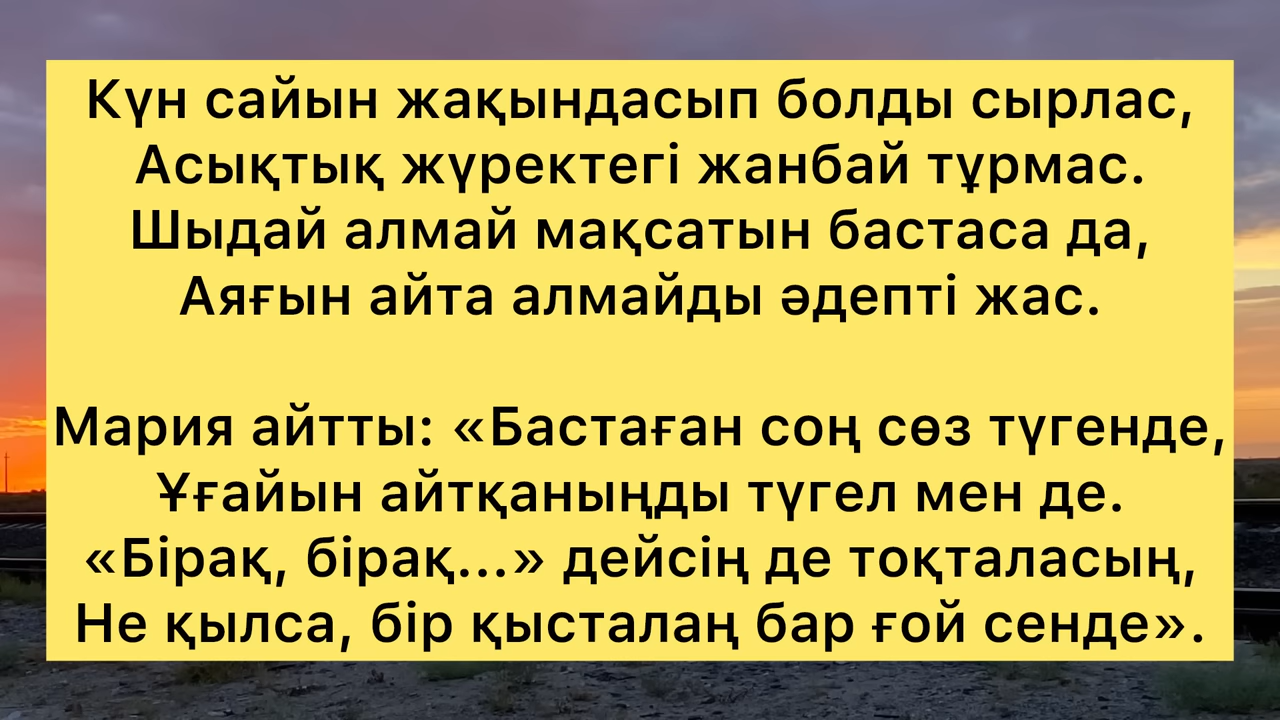 Күн сайын жақындасып болды сырлас,
Асықтық жүректегі жанбай тұрмас.
Шыдай алмай мақсатын бастаса да,
Аяғын айта алмайды әдепті жас.
Мария айтты: «Бастаған соң сөз түгенде,
Ұғайын айтқаныңды түгел мен де.
«Бірақ, бірақ...» дейсің де тоқталасың,
Не қылса, бір қысталаң бар ғой сенде».